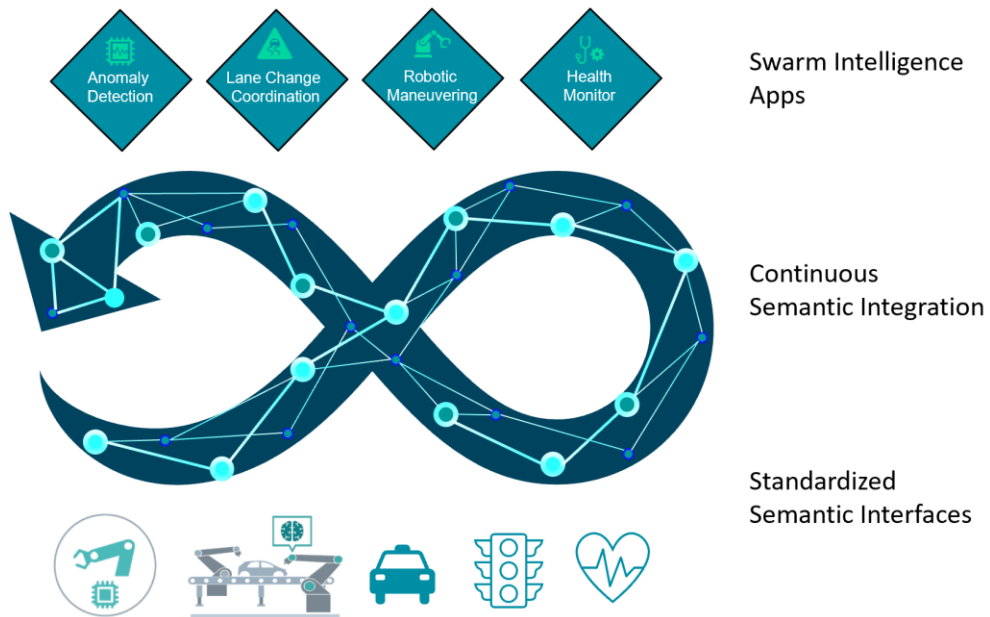 Anomaly
Detection
Lane Change
Coordination
Robotic
Maneuvering
Health
Monitor
Swarm Intelligence
Apps
Continuous
Semantic Integration
Standardized
Semantic Interfaces